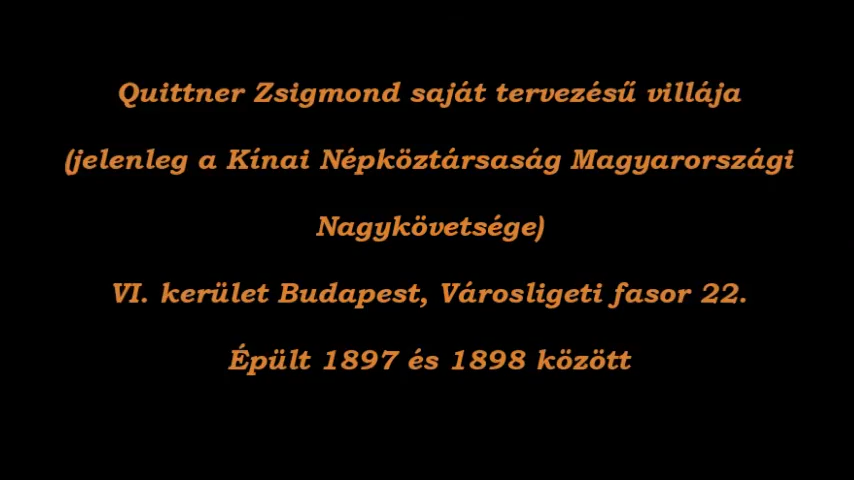 Quittner Zsigmond saját tervezésű villája
(jelenleg a Kínai Népköztársaság Magyarországi
Nagykövetsége)
VI. kerület Budapest, Városligeti fasor 22.
Épült 1897 és 1898 között